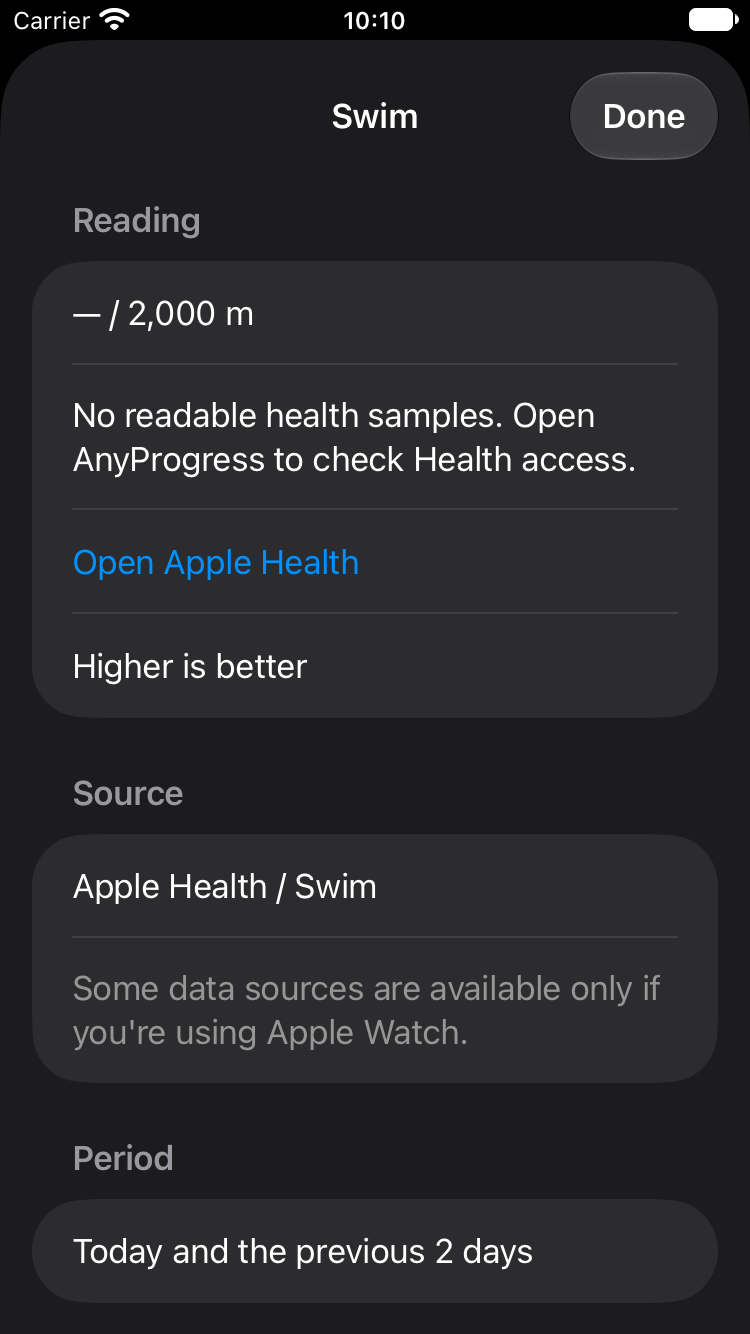 Carrier 10:10
Swim
Done
Reading
— / 2,000 m
No readable health samples. Open
AnyProgress to check Health access.
Open Apple Health
Higher is better
Source
Apple Health / Swim
Some data sources are available only if
you're using Apple Watch.
Period
Today and the previous 2 days